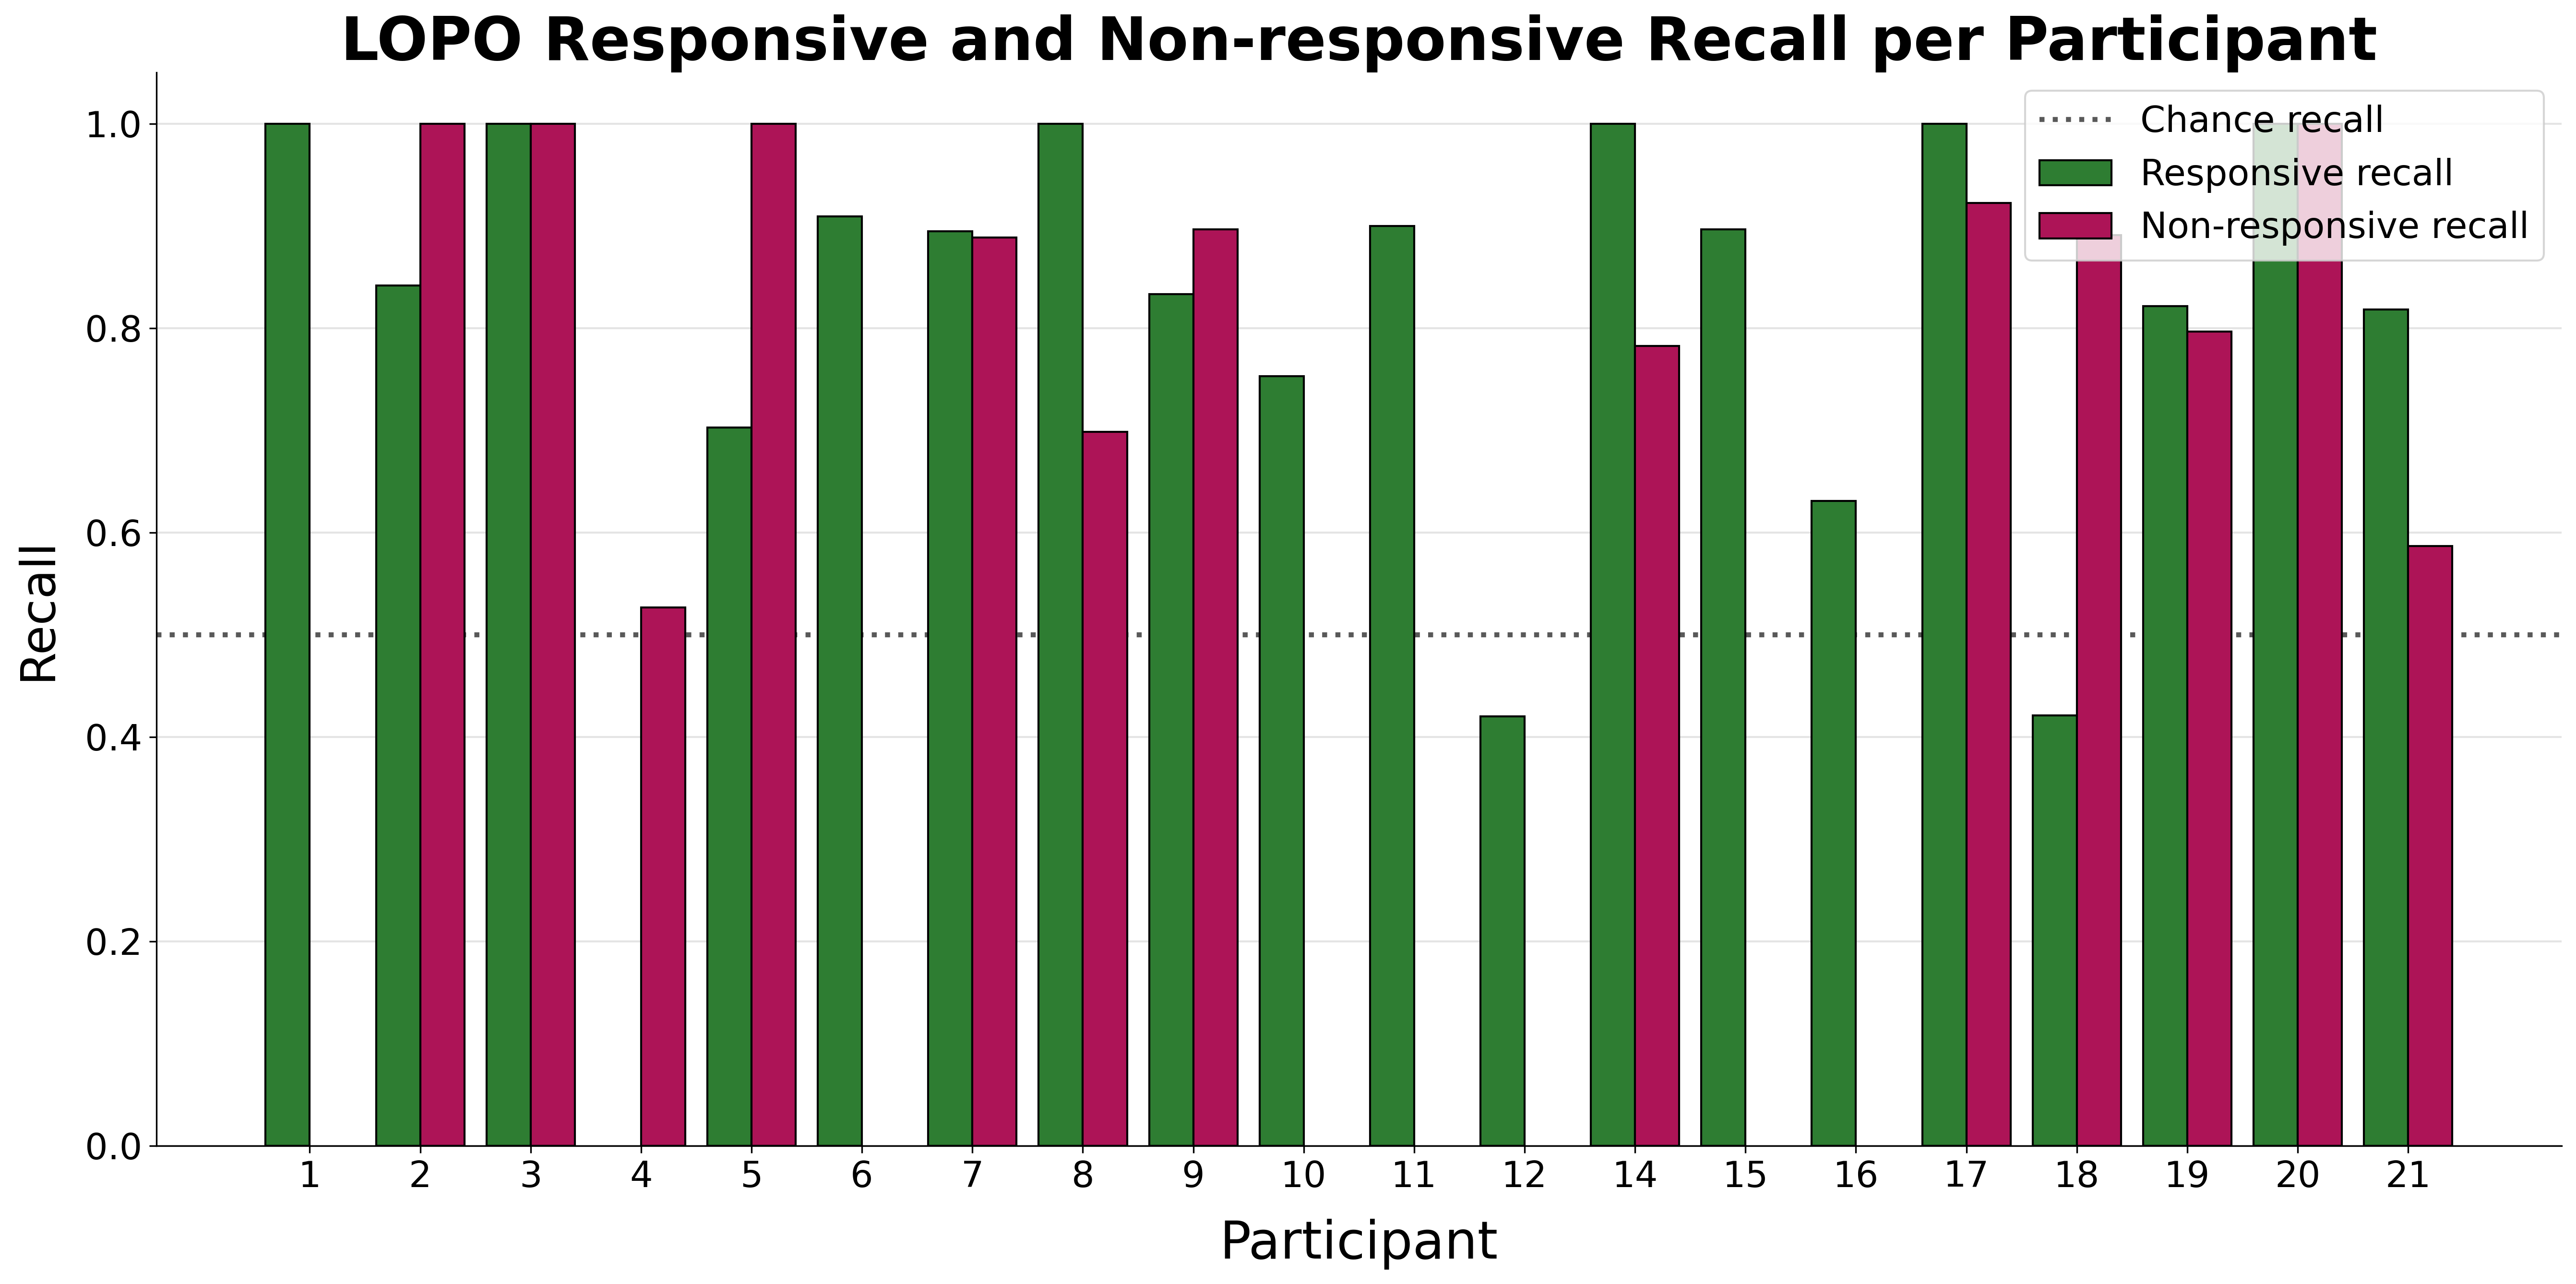 LOPO Responsive and Non-responsive Recall per Participant
Chance recall
Responsive recall
Non-responsive recall
1.0
0.8
0.6
0.4
0.2
0.0
Recall
1 2 3 4 5 6 7 8 9 10 11 12 14 15 16 17 18 19 20 21
Participant